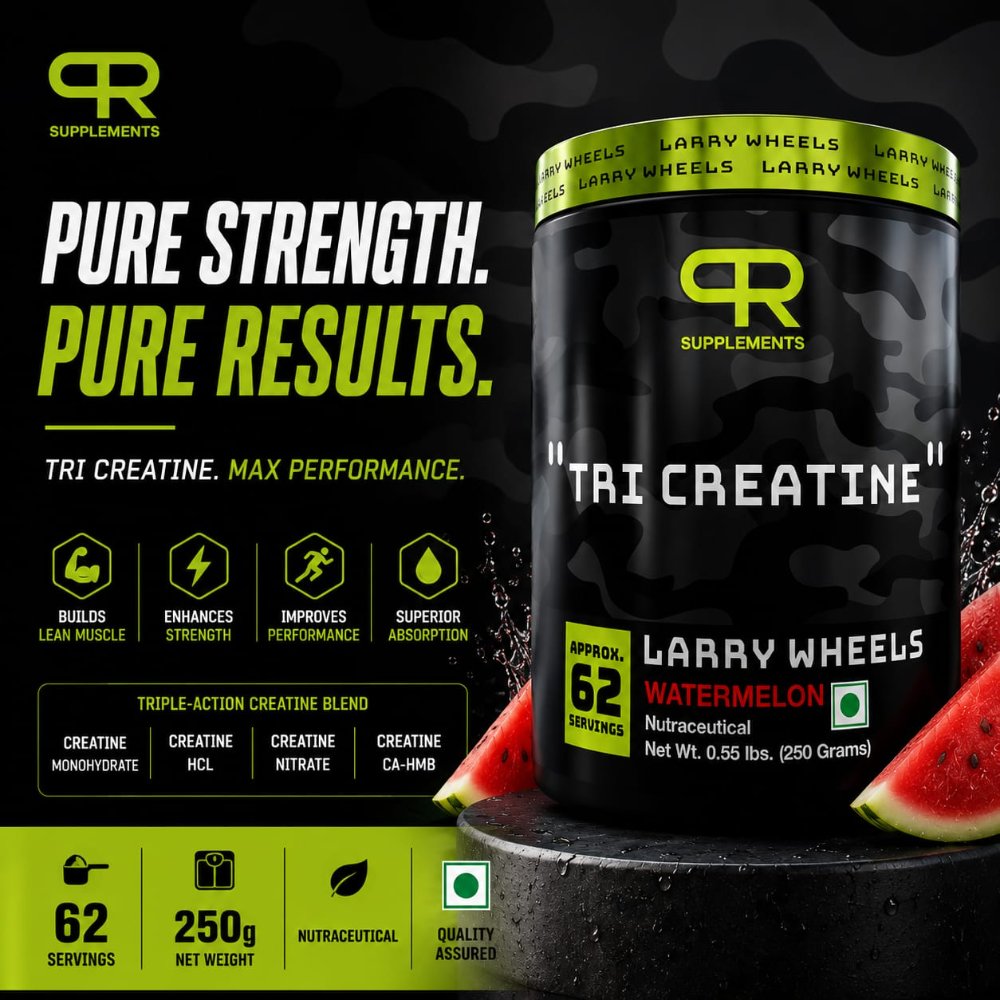 PR
SUPPLEMENTS
PURE STRENGTH.
PURE RESULTS.
TRI CREATINE. MAX PERFORMANCE.
BUILDS
LEAN MUSCLE
ENHANCES
STRENGTH
IMPROVES
PERFORMANCE
SUPERIOR
ABSORPTION
TRIPLE-ACTION CREATINE BLEND
CREATINE
MONOHYDRATE
CREATINE
HCL
CREATINE
NITRATE
CREATINE
CA-HMB
62
SERVINGS
250g
NET WEIGHT
NUTRACEUTICAL
QUALITY
ASSURED
LARRY WHEELS LARRY WHEELS LARRY WHEELS
WHEELS LARRY WHEELS LARRY WHEELS
PR
SUPPLEMENTS
"TRI CREATINE"
APPROX.
62
SERVINGS
LARRY WHEELS
WATERMELON
Nutraceutical
Net Wt. 0.55 lbs. (250 Grams)